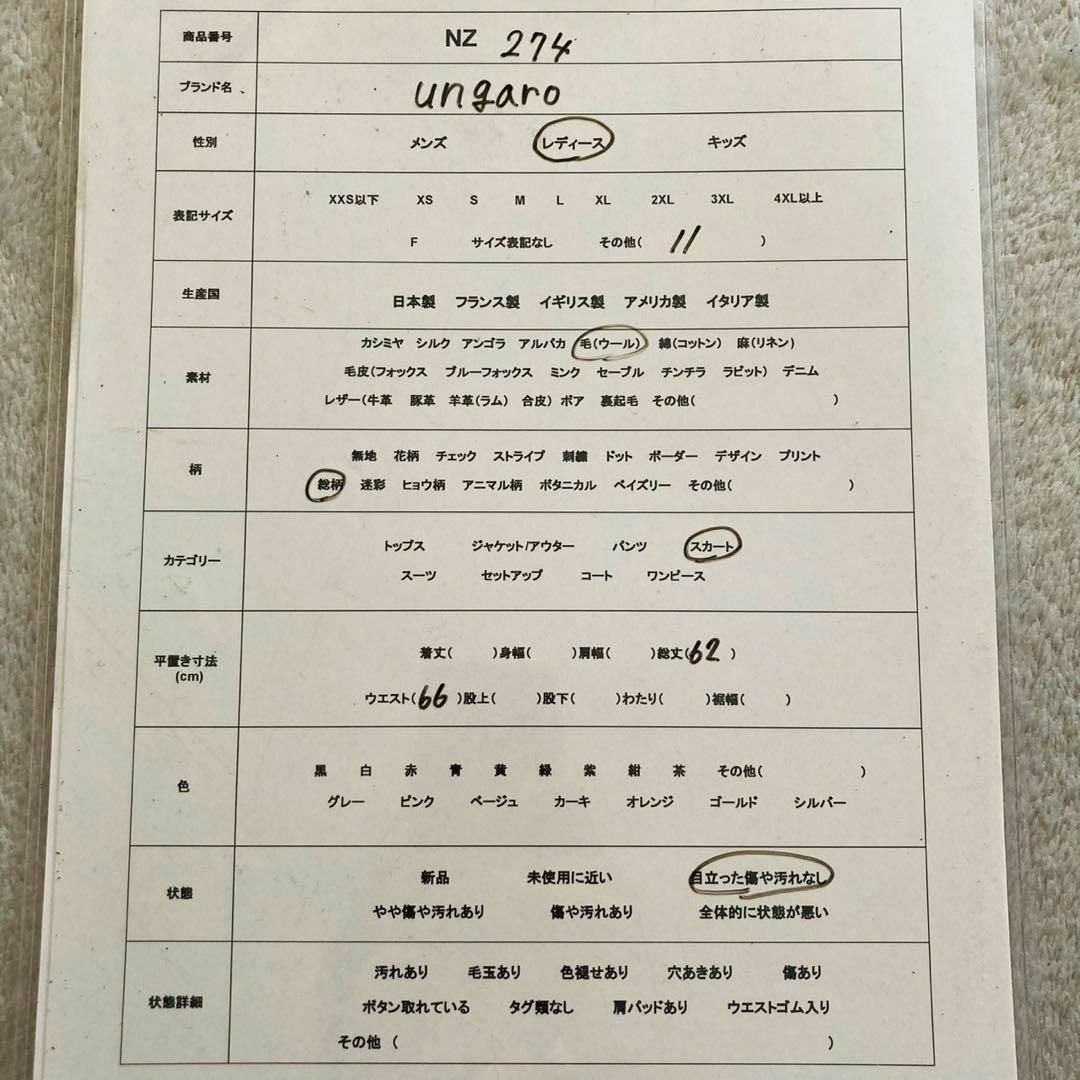 商品番号 NZ 274
ブランド名 ungaro
性別 メンズ レディース キッズ
表記サイズ
XXS以下 XS S M L XL 2XL 3XL 4XL以上
F サイズ表記なし その他( 11 )
生産国 日本製 フランス製 イギリス製 アメリカ製 イタリア製
素材
カシミヤ シルク アンゴラ アルパカ 毛(ウール) 綿(コットン) 麻(リネン)
毛皮(フォックス ブルーフォックス ミンク セーブル チンチラ ラビット) デニム
レザー(牛革 豚革 羊革(ラム) 合皮) ボア 裏起毛 その他( )
柄
無地 花柄 チェック ストライプ 刺繍 ドット ボーダー デザイン プリント
総柄 迷彩 ヒョウ柄 アニマル柄 ボタニカル ペイズリー その他( )
カテゴリー
トップス ジャケット/アウター パンツ スカート
スーツ セットアップ コート ワンピース
平置き寸法
(cm)
着丈( )身幅( )肩幅( )総丈(62 )
ウエスト(66 )股上( )股下( )わたり( )裾幅( )
色
黒 白 赤 青 黄 緑 紫 紺 茶 その他( )
グレー ピンク ベージュ カーキ オレンジ ゴールド シルバー
状態
新品 未使用に近い 目立った傷や汚れなし
やや傷や汚れあり 傷や汚れあり 全体的に状態が悪い
状態詳細
汚れあり 毛玉あり 色褪せあり 穴あきあり 傷あり
ボタン取れている タグ類なし 肩パッドあり ウエストゴム入り
その他 ( )